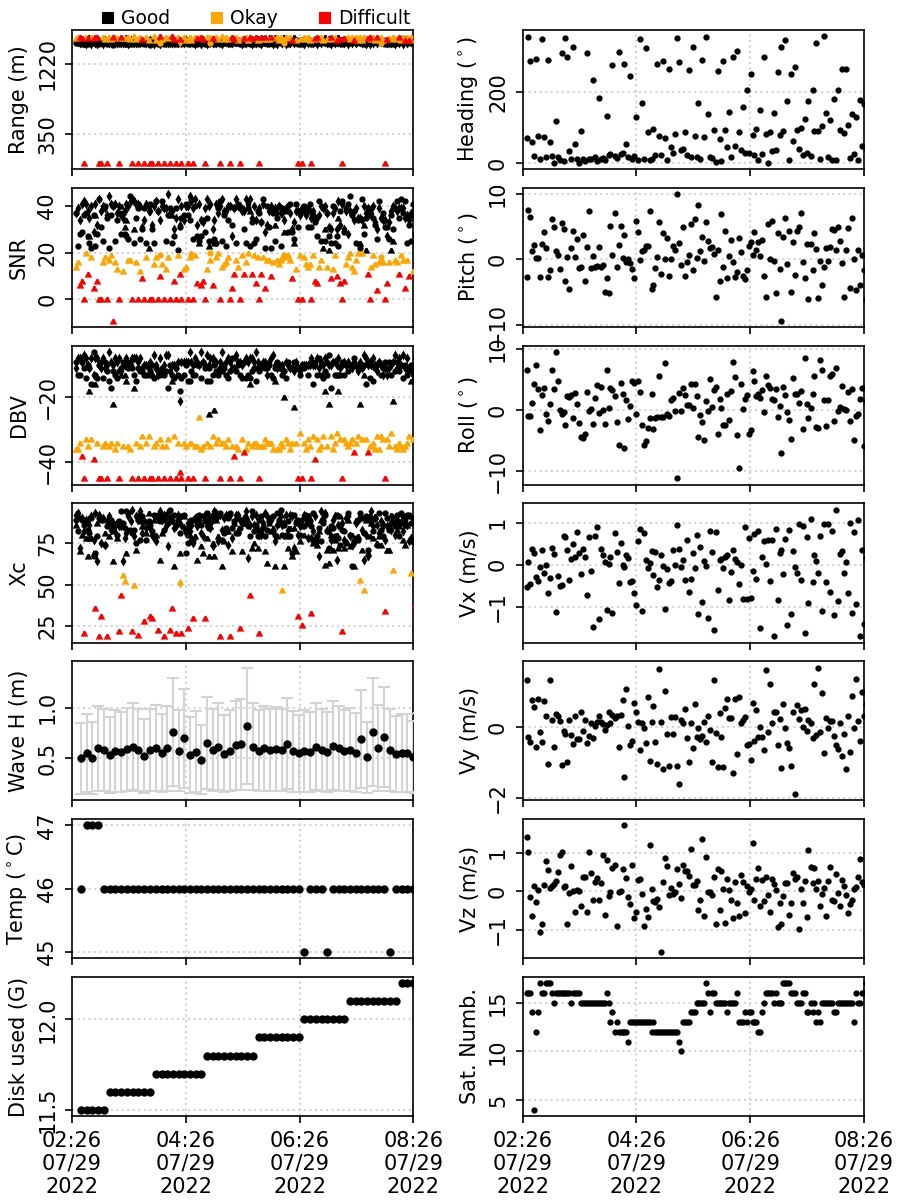 Good Okay Difficult
Range (m)
1220
350
Heading (°)
200
0
SNR
40
20
0
Pitch (°)
10
0
−10
DBV
−20
−40
Roll (°)
10
0
−10
Xc
75
50
25
Vx (m/s)
1
0
−1
Wave H (m)
1.0
0.5
Vy (m/s)
0
−2
Temp (°C)
47
46
45
Vz (m/s)
1
0
−1
Disk used (G)
12.0
11.5
Sat. Numb.
15
10
5
02:26 04:26 06:26 08:26 02:26 04:26 06:26 08:26
07/29 07/29 07/29 07/29 07/29 07/29 07/29 07/29
2022 2022 2022 2022 2022 2022 2022 2022